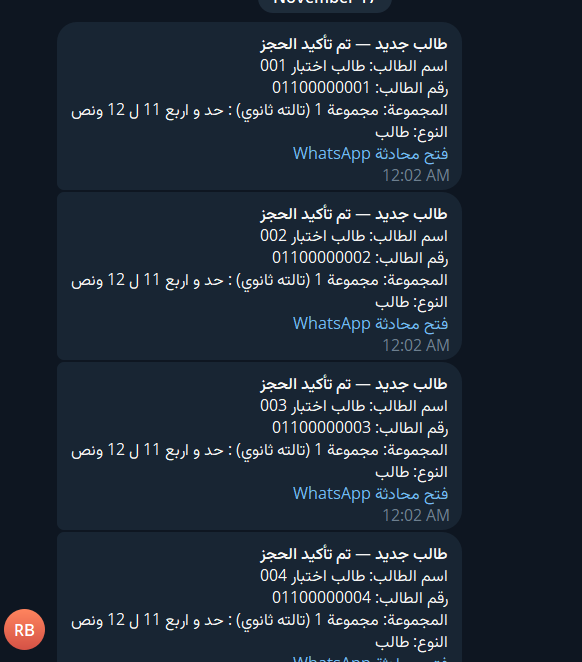 November 17
طالب جديد — تم تأكيد الحجز
اسم الطالب: طالب اختبار 001
رقم الطالب: 01100000001
المجموعة: مجموعة 1 (تالته ثانوي) : حد و اربع 11 ل 12 ونص
النوع: طالب
فتح محادثة WhatsApp
12:02 AM
طالب جديد — تم تأكيد الحجز
اسم الطالب: طالب اختبار 002
رقم الطالب: 01100000002
المجموعة: مجموعة 1 (تالته ثانوي) : حد و اربع 11 ل 12 ونص
النوع: طالب
فتح محادثة WhatsApp
12:02 AM
طالب جديد — تم تأكيد الحجز
اسم الطالب: طالب اختبار 003
رقم الطالب: 01100000003
المجموعة: مجموعة 1 (تالته ثانوي) : حد و اربع 11 ل 12 ونص
النوع: طالب
فتح محادثة WhatsApp
12:02 AM
طالب جديد — تم تأكيد الحجز
اسم الطالب: طالب اختبار 004
رقم الطالب: 01100000004
المجموعة: مجموعة 1 (تالته ثانوي) : حد و اربع 11 ل 12 ونص
RB
النوع: طالب
فتح محادثة WhatsApp